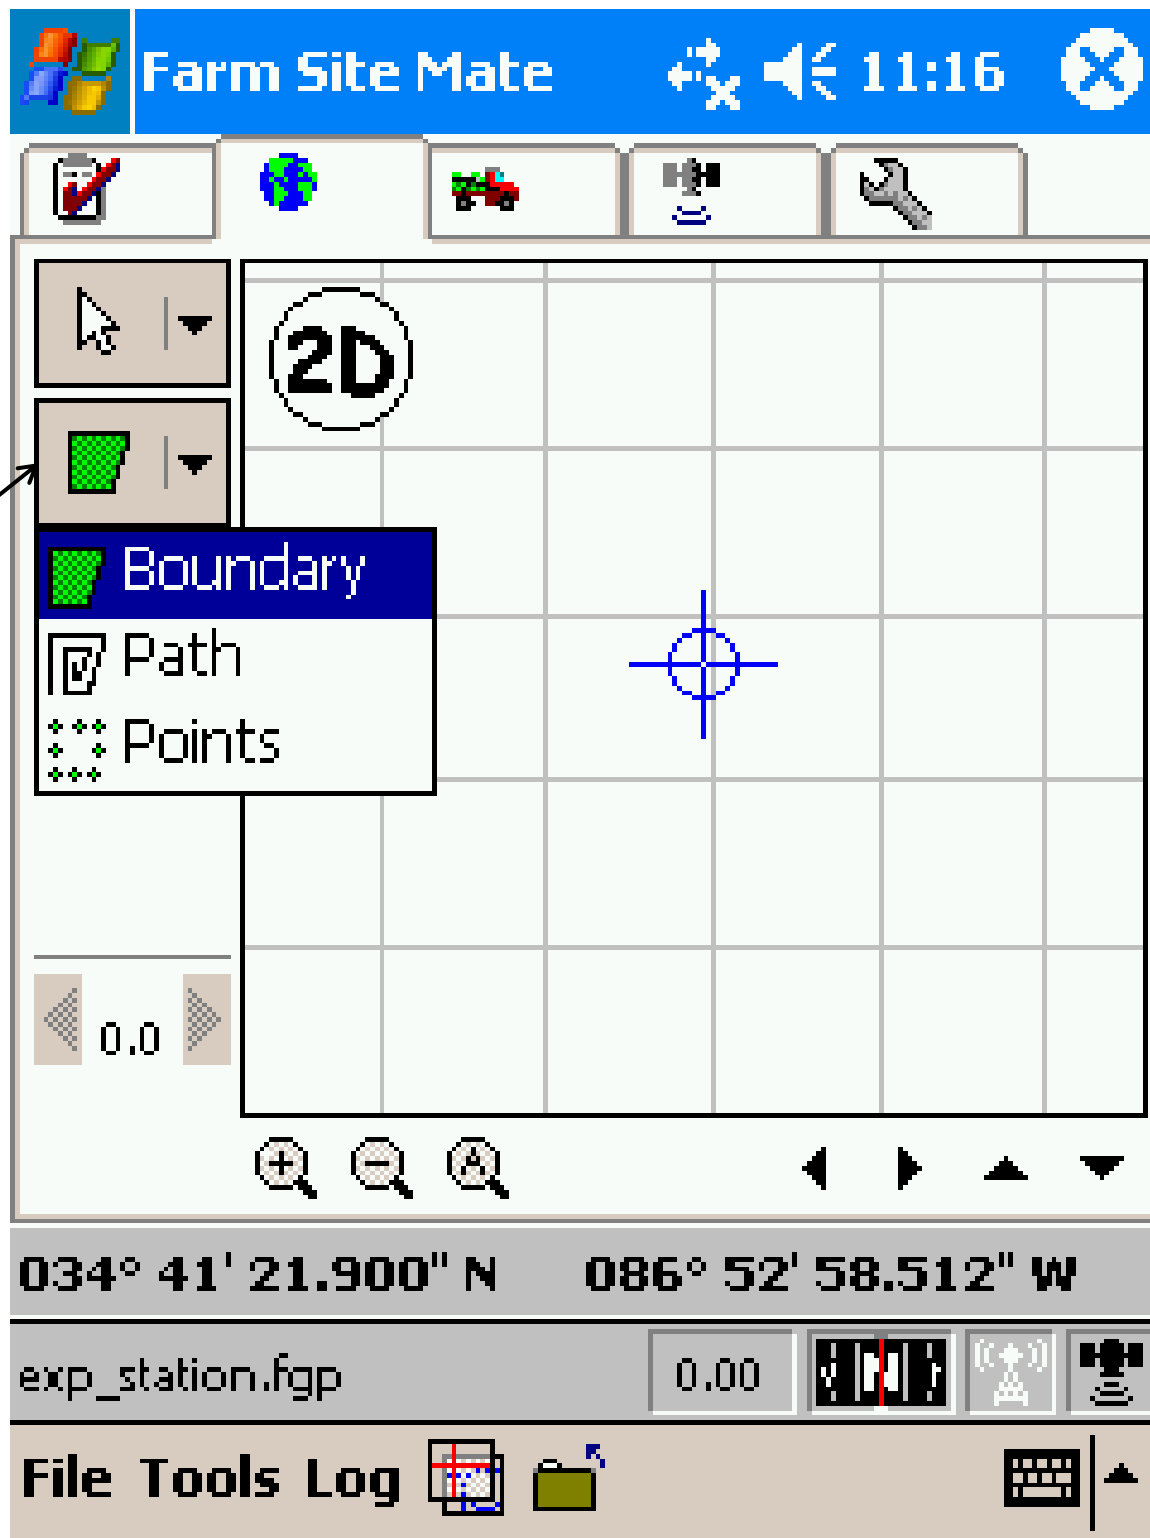 Farm Site Mate 11:16
2D
Boundary
Path
Points
0.0
A
034° 41' 21.900" N 086° 52' 58.512" W
exp_station.fgp 0.00 N
File Tools Log